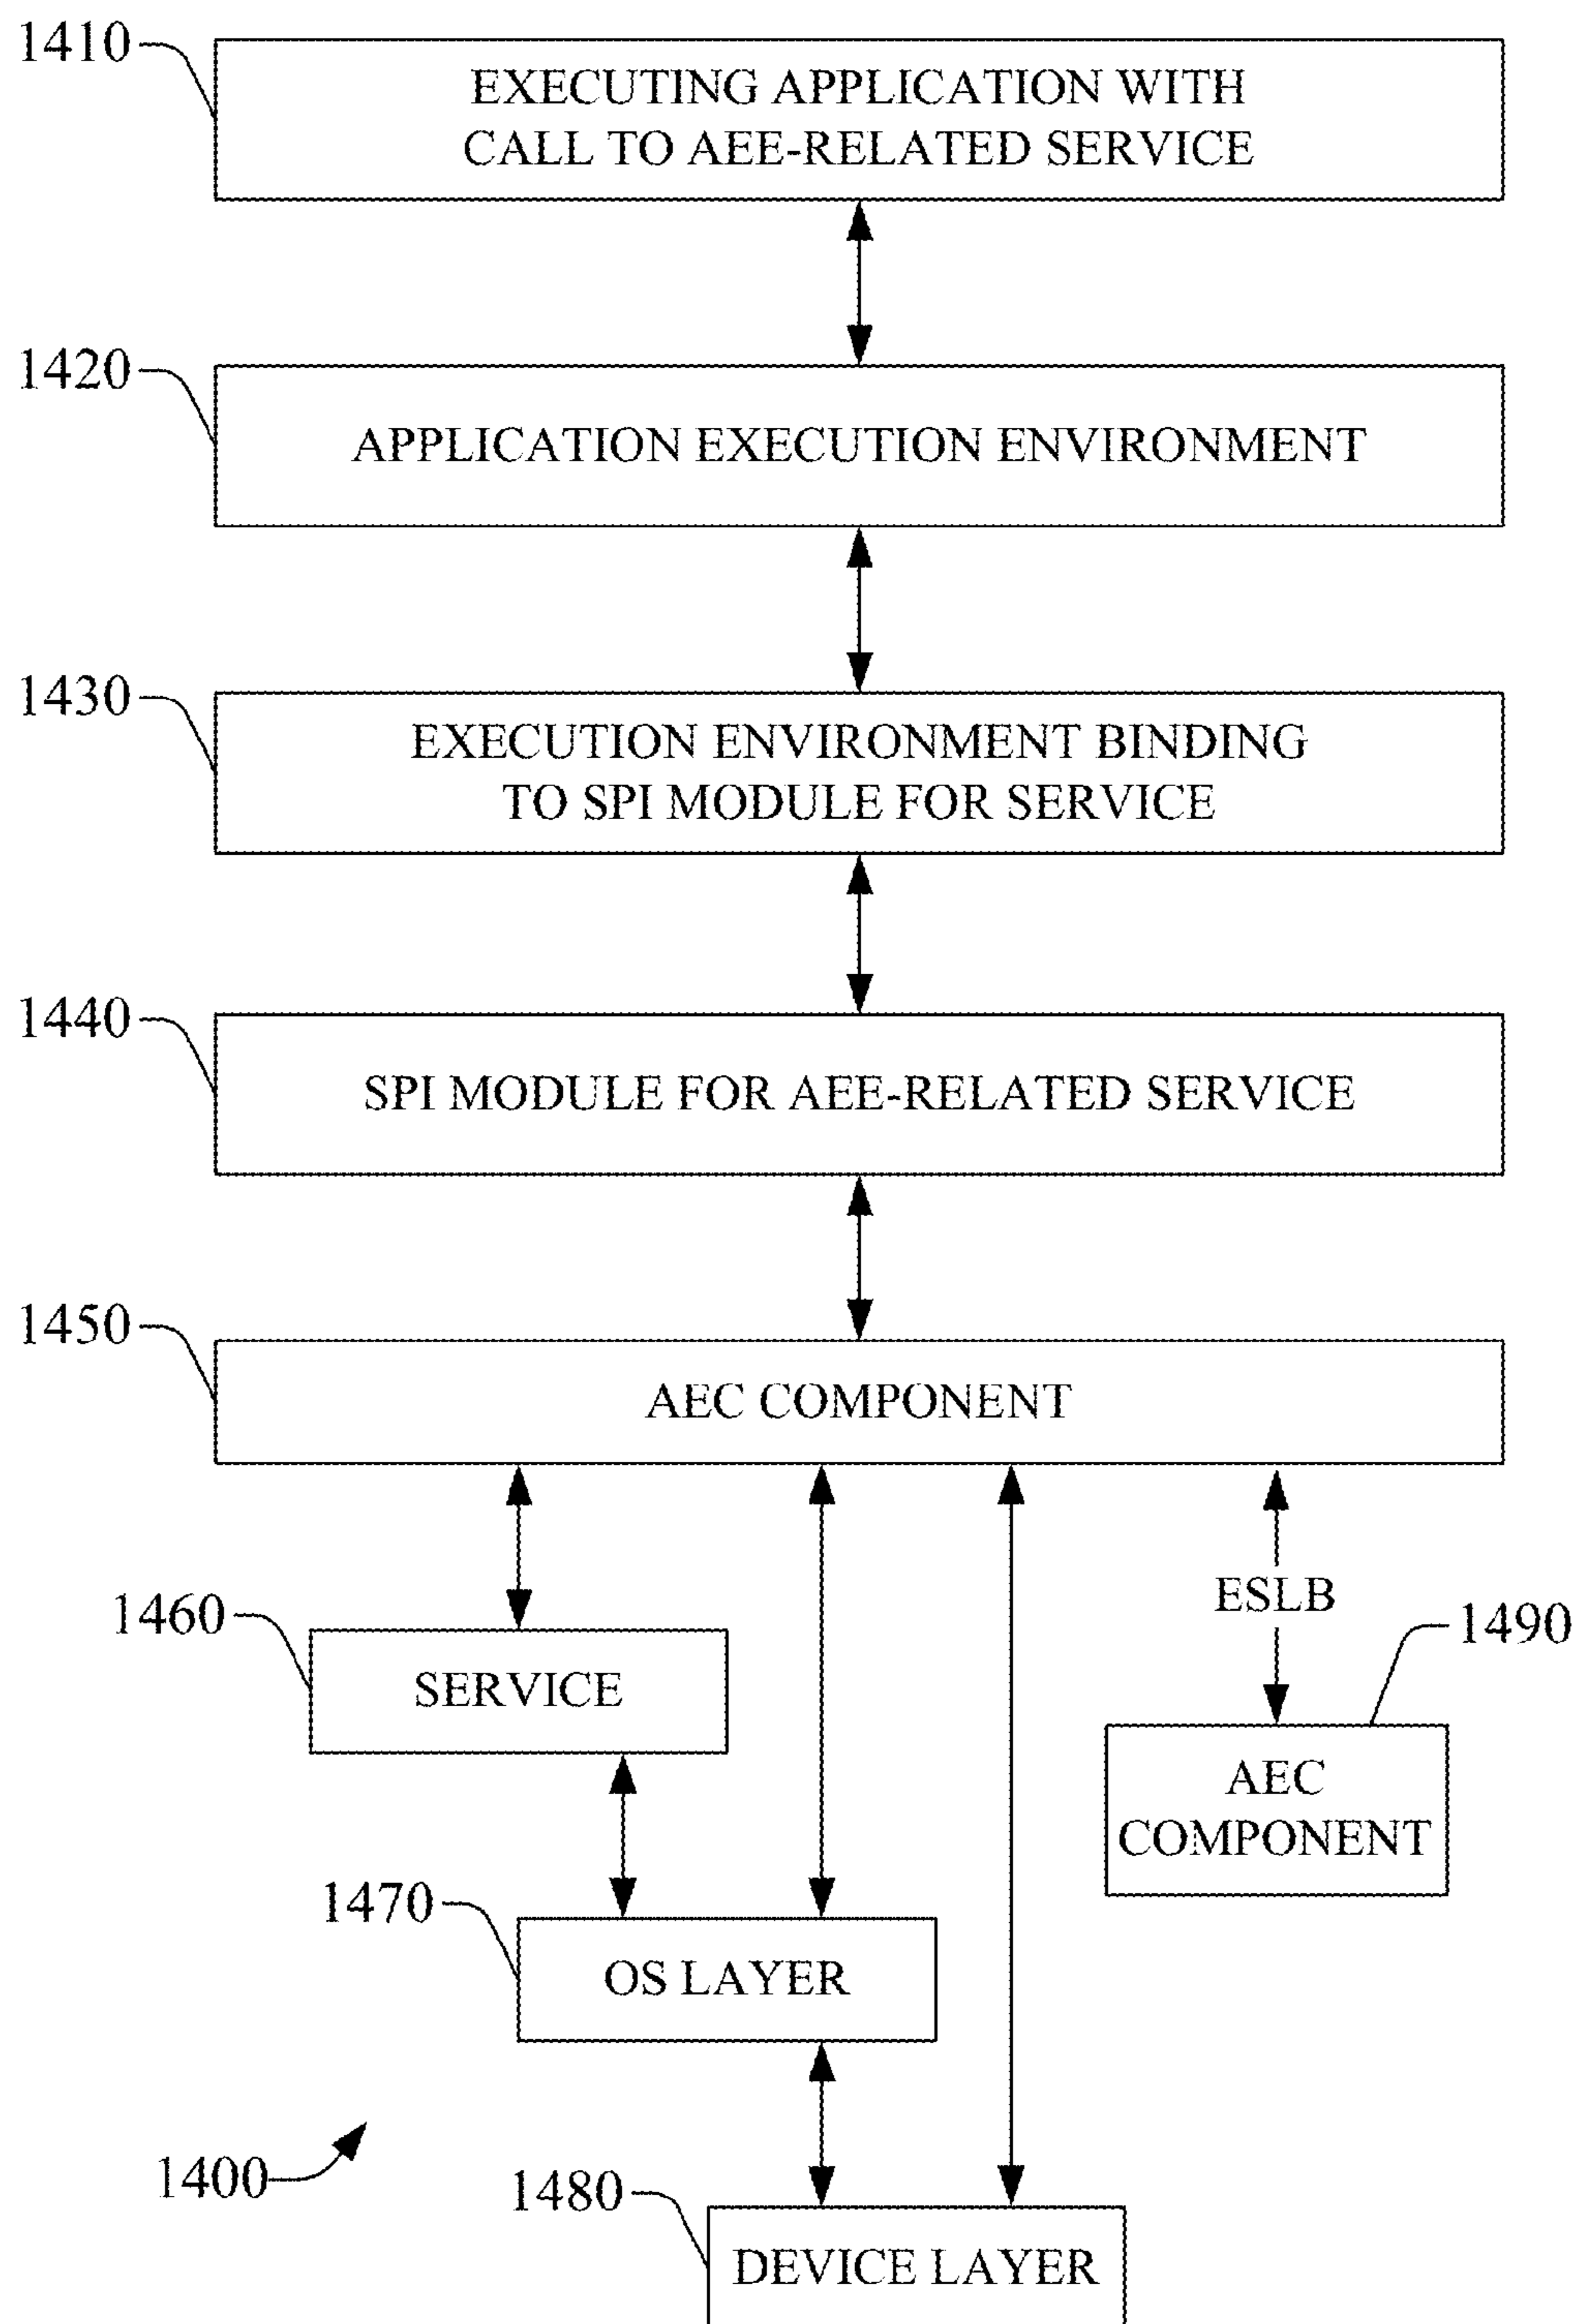 1410
EXECUTING APPLICATION WITH
CALL TO AEE-RELATED SERVICE
1420
APPLICATION EXECUTION ENVIRONMENT
1430
EXECUTION ENVIRONMENT BINDING
TO SPI MODULE FOR SERVICE
1440
SPI MODULE FOR AEE-RELATED SERVICE
1450
AEC COMPONENT
ESLB
1460
SERVICE
1490
AEC
COMPONENT
1470
OS LAYER
1400
1480
DEVICE LAYER